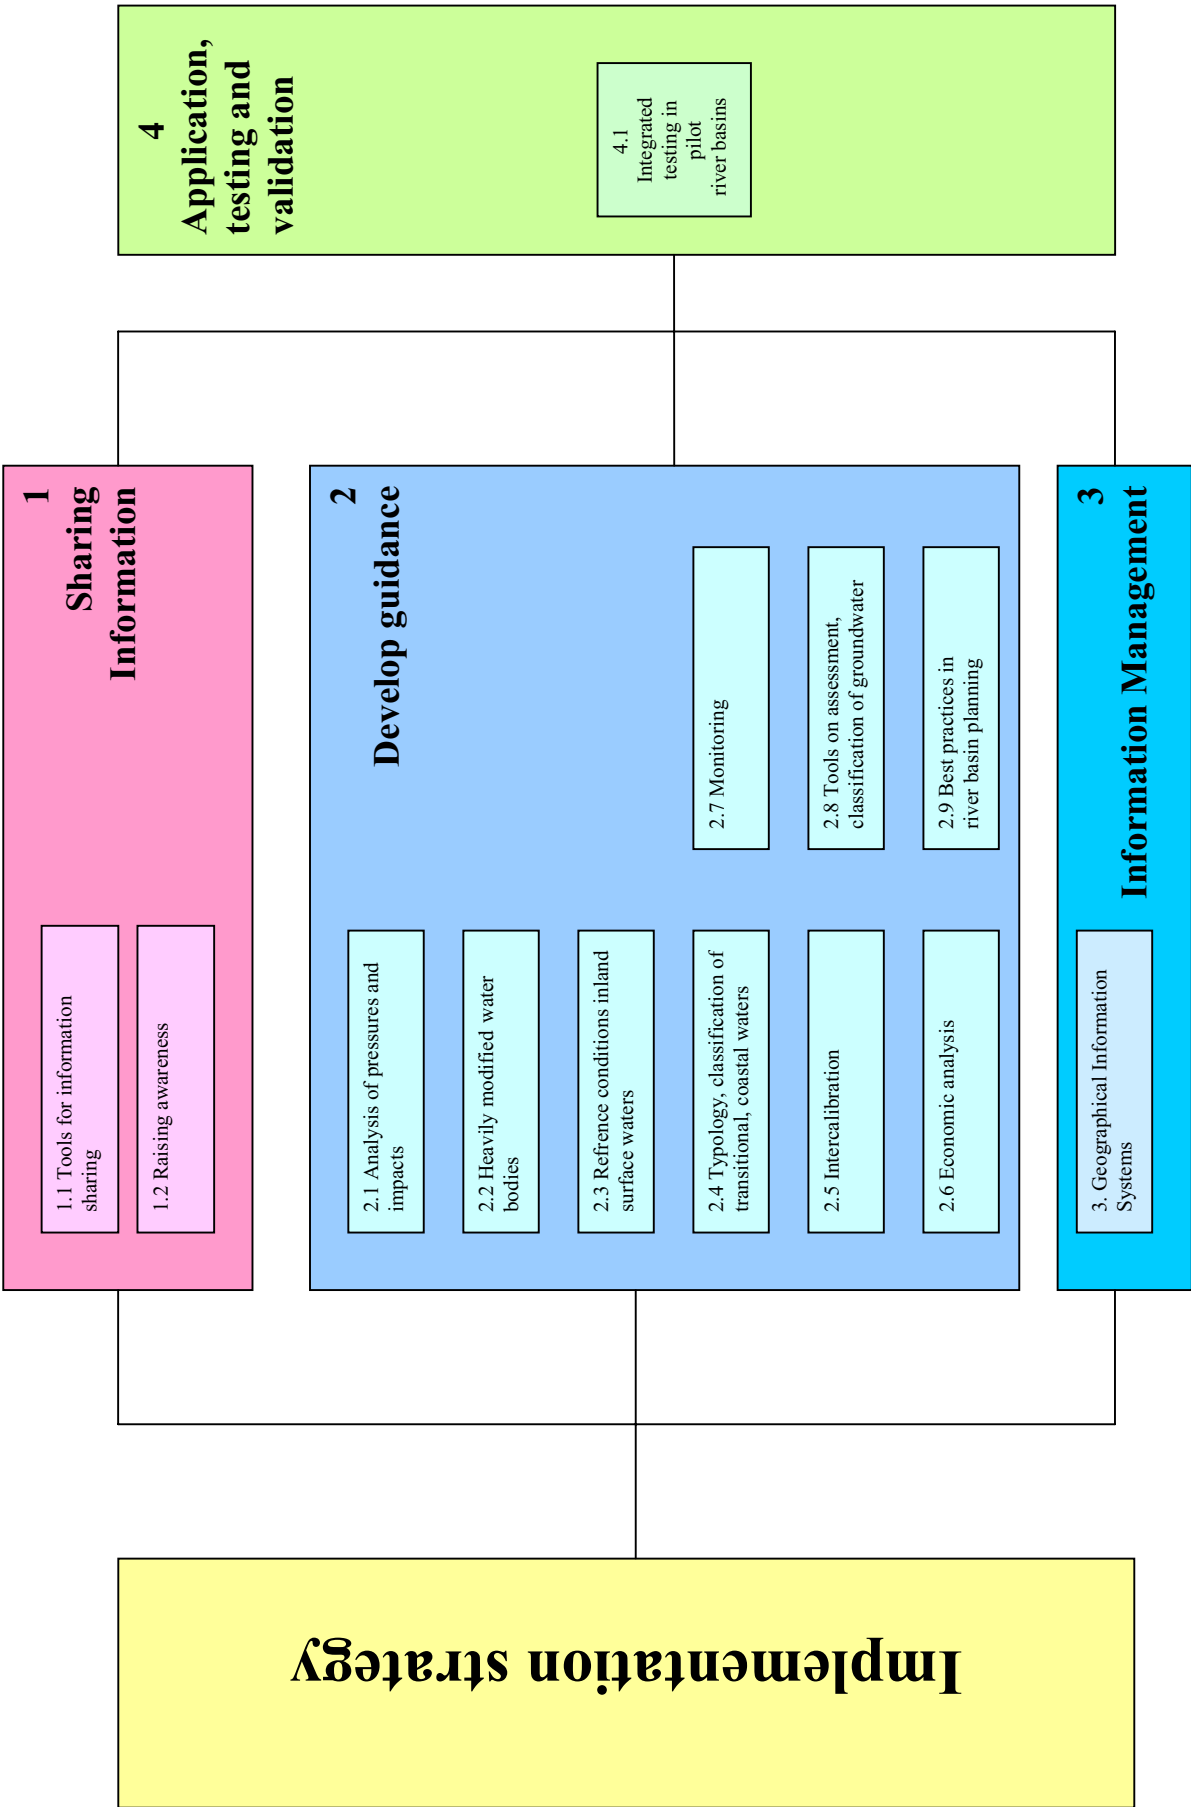 Implementation strategy
1
Sharing
Information
1.1 Tools for information
sharing
1.2 Raising awareness
2
Develop guidance
2.1 Analysis of pressures and
impacts
2.2 Heavily modified water
bodies
2.3 Refrence conditions inland
surface waters
2.4 Typology, classification of
transitional, coastal waters
2.5 Intercalibration
2.6 Economic analysis
2.7 Monitoring
2.8 Tools on assessment,
classification of groundwater
2.9 Best practices in
river basin planning
3
Information Management
3. Geographical Information
Systems
4
Application,
testing and
validation
4.1
Integrated
testing in
pilot
river basins